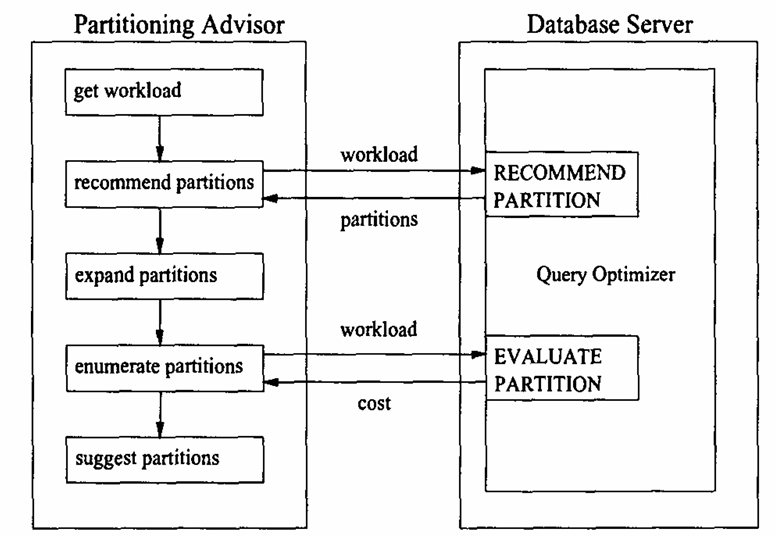 Partitioning Advisor
Database Server
get workload
recommend partitions
workload
partitions
RECOMMEND
PARTITION
expand partitions
Query Optimizer
enumerate partitions
workload
cost
EVALUATE
PARTITION
suggest partitions